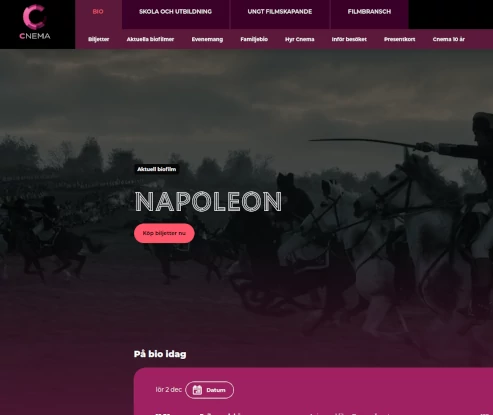 BIO
SKOLA OCH UTBILDNING
UNGT FILMSKAPANDE
FILMBRANSCH
CNEMA
Biljetter
Aktuella biofilmer
Evenemang
Familjebio
Hyr Cnema
Inför besöket
Presentkort
Cnema 10 år
Aktuell biofilm
NAPOLEON
Köp biljetter nu
På bio idag
lör 2 dec
Datum